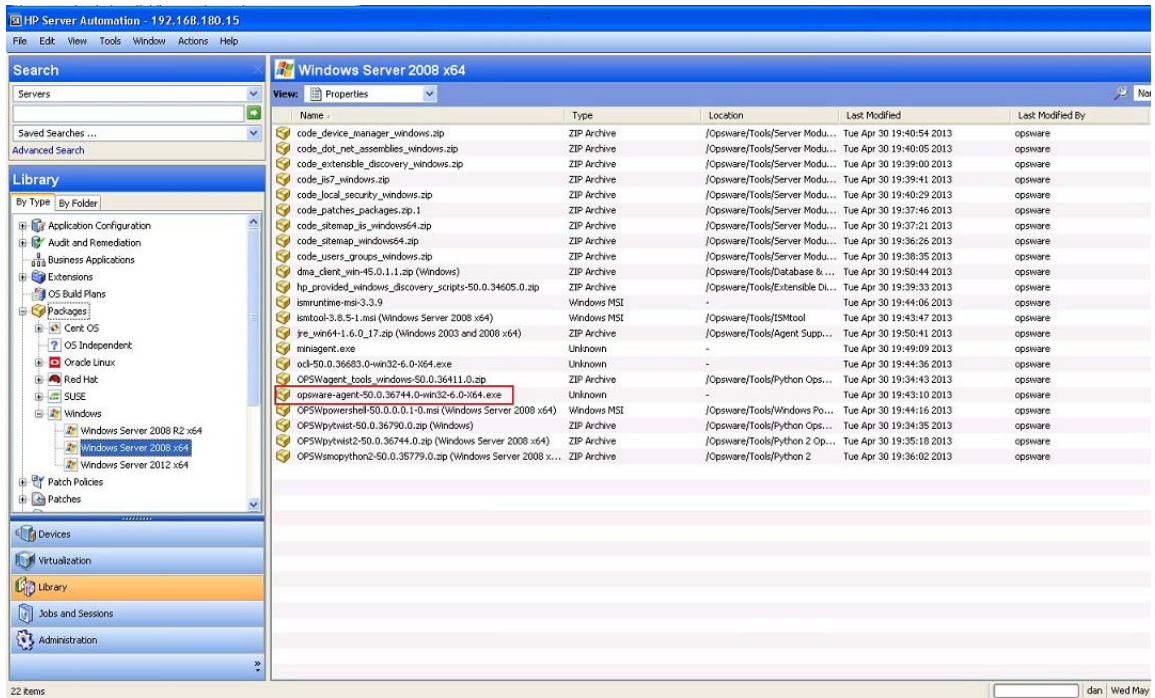 HP Server Automation - 192.168.180.15
File Edit View Tools Window Actions Help
Search
Servers
Saved Searches ...
Advanced Search
Library
By Type By Folder
Application Configuration
Audit and Remediation
Business Applications
Extensions
OS Build Plans
Packages
Cent OS
OS Independent
Oracle Linux
Red Hat
SUSE
Windows
Windows Server 2008 R2 x64
Windows Server 2008 x64
Windows Server 2012 x64
Patch Policies
Patches
Devices
Virtualization
Library
Jobs and Sessions
Administration
22 items
Windows Server 2008 x64
View: Properties
Name Type Location Last Modified Last Modified By
code_device_manager_windows.zip ZIP Archive /Opsware/Tools/Server Modu... Tue Apr 30 19:40:54 2013 opsware
code_dot_net_assemblies_windows.zip ZIP Archive /Opsware/Tools/Server Modu... Tue Apr 30 19:40:05 2013 opsware
code_extensible_discovery_windows.zip ZIP Archive /Opsware/Tools/Server Modu... Tue Apr 30 19:39:00 2013 opsware
code_iis7_windows.zip ZIP Archive /Opsware/Tools/Server Modu... Tue Apr 30 19:39:41 2013 opsware
code_local_security_windows.zip ZIP Archive /Opsware/Tools/Server Modu... Tue Apr 30 19:40:29 2013 opsware
code_patches_packages.zip.1 ZIP Archive /Opsware/Tools/Server Modu... Tue Apr 30 19:37:46 2013 opsware
code_sitemap_iis_windows64.zip ZIP Archive /Opsware/Tools/Server Modu... Tue Apr 30 19:37:21 2013 opsware
code_sitemap_windows64.zip ZIP Archive /Opsware/Tools/Server Modu... Tue Apr 30 19:36:26 2013 opsware
code_users_groups_windows.zip ZIP Archive /Opsware/Tools/Server Modu... Tue Apr 30 19:38:35 2013 opsware
dma_client_win-45.0.1.1.zip (Windows) ZIP Archive /Opsware/Tools/Database & ... Tue Apr 30 19:50:44 2013 opsware
hp_provided_windows_discovery_scripts-50.0.34605.0.zip ZIP Archive /Opsware/Tools/Extensible Di... Tue Apr 30 19:39:33 2013 opsware
ismruntime-msi-3.3.9 Windows MSI - Tue Apr 30 19:44:06 2013 opsware
ismtool-3.8.5-1.msi (Windows Server 2008 x64) Windows MSI /Opsware/Tools/ISMtool Tue Apr 30 19:43:47 2013 opsware
jre_win64-1.6.0_17.zip (Windows 2003 and 2008 x64) ZIP Archive /Opsware/Tools/Agent Supp... Tue Apr 30 19:50:41 2013 opsware
miniagent.exe Unknown - Tue Apr 30 19:49:09 2013 opsware
ocli-50.0.36683.0-win32-6.0-X64.exe Unknown - Tue Apr 30 19:44:36 2013 opsware
OPSWagent_tools_windows-50.0.36411.0.zip ZIP Archive /Opsware/Tools/Python Ops... Tue Apr 30 19:34:43 2013 opsware
opsware-agent-50.0.36744.0-win32-6.0-X64.exe Unknown - Tue Apr 30 19:43:10 2013 opsware
OPSWpowershell-50.0.0.0.1-0.msi (Windows Server 2008 x64) Windows MSI /Opsware/Tools/Windows Po... Tue Apr 30 19:44:16 2013 opsware
OPSWpytwist-50.0.36790.0.zip (Windows) ZIP Archive /Opsware/Tools/Python Ops... Tue Apr 30 19:34:35 2013 opsware
OPSWpytwist2-50.0.36744.0.zip (Windows Server 2008 x64) ZIP Archive /Opsware/Tools/Python 2 Op... Tue Apr 30 19:35:18 2013 opsware
OPSWsmopython2-50.0.35779.0.zip (Windows Server 2008 x... ZIP Archive /Opsware/Tools/Python 2 Tue Apr 30 19:36:02 2013 opsware
dan Wed May